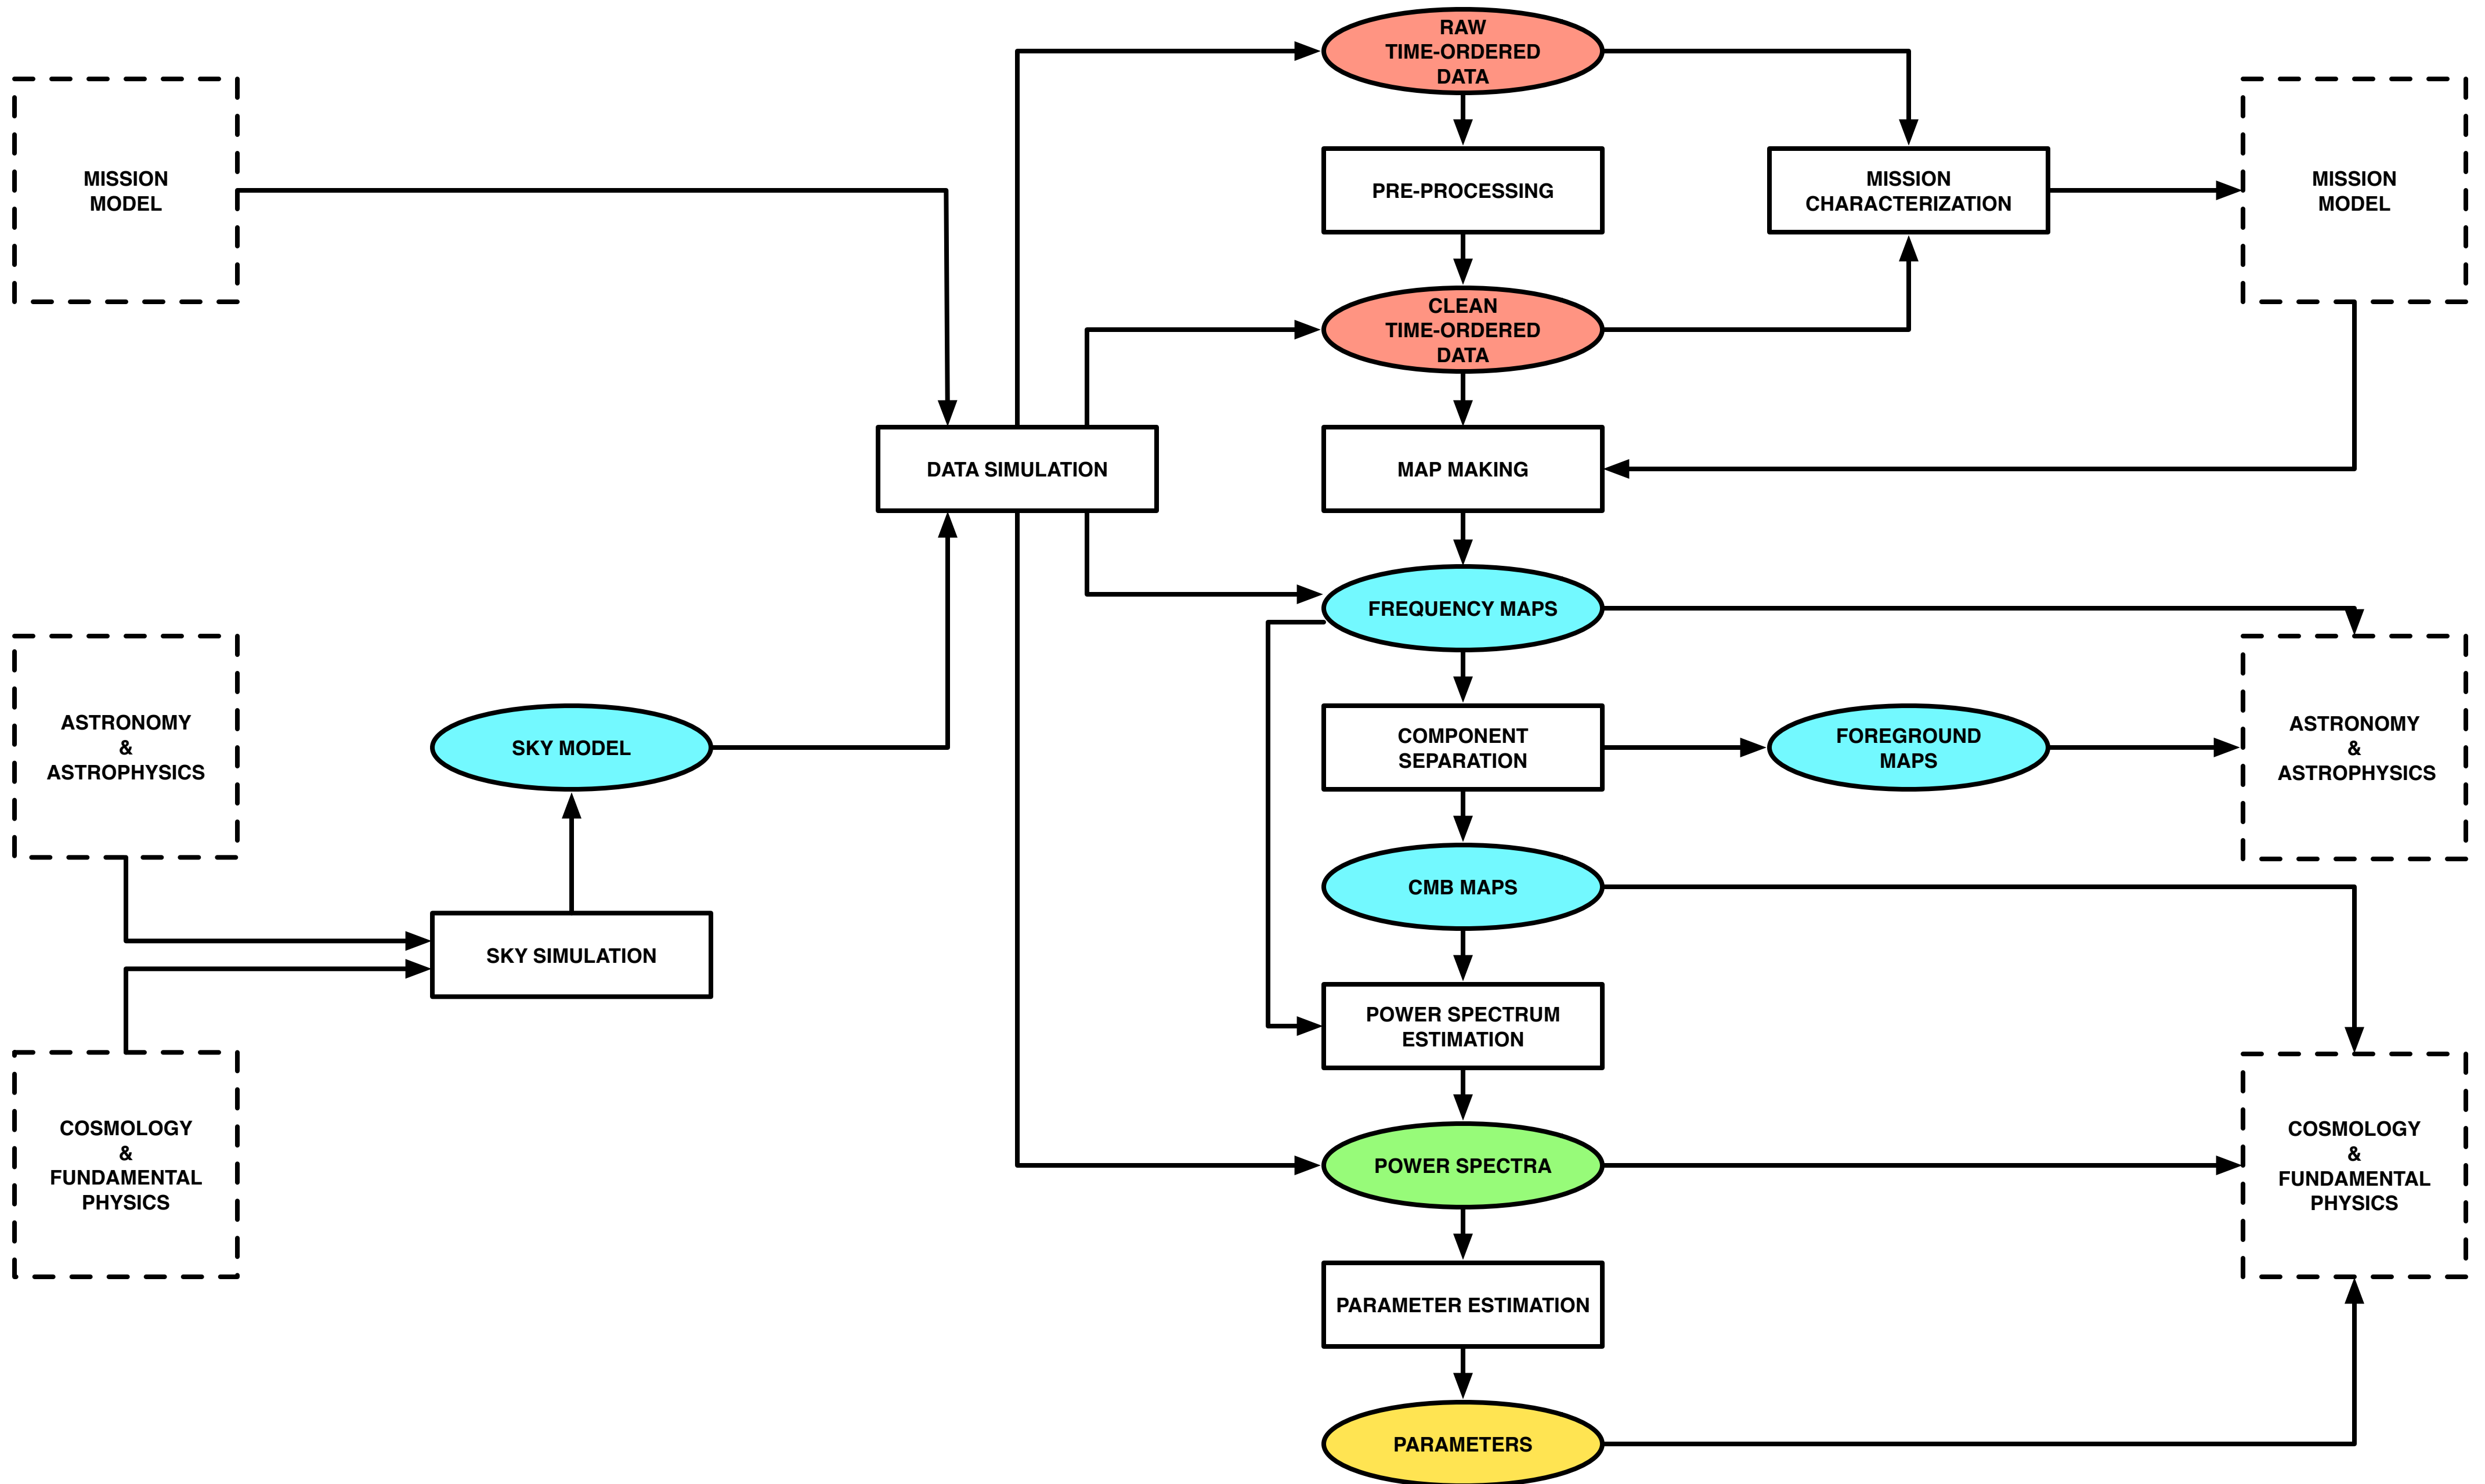 RAW
TIME-ORDERED
DATA
MISSION
MODEL
PRE-PROCESSING
MISSION
CHARACTERIZATION
MISSION
MODEL
CLEAN
TIME-ORDERED
DATA
DATA SIMULATION
MAP MAKING
FREQUENCY MAPS
ASTRONOMY
&
ASTROPHYSICS
SKY MODEL
COMPONENT
SEPARATION
FOREGROUND
MAPS
ASTRONOMY
&
ASTROPHYSICS
CMB MAPS
SKY SIMULATION
POWER SPECTRUM
ESTIMATION
COSMOLOGY
&
FUNDAMENTAL
PHYSICS
POWER SPECTRA
COSMOLOGY
&
FUNDAMENTAL
PHYSICS
PARAMETER ESTIMATION
PARAMETERS